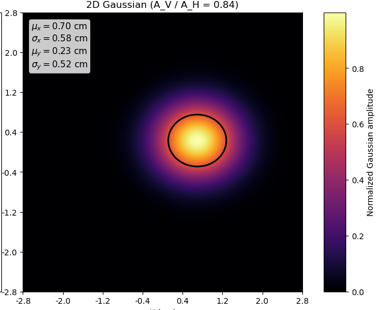 2D Gaussian (A_V / A_H = 0.84)
μx = 0.70 cm
σx = 0.58 cm
μy = 0.23 cm
σy = 0.52 cm
2.8
2.0
1.2
0.4
-0.4
-1.2
-2.0
-2.8
-2.8 -2.0 -1.2 -0.4 0.4 1.2 2.0 2.8
0.8
0.6
0.4
0.2
0.0
Normalized Gaussian amplitude